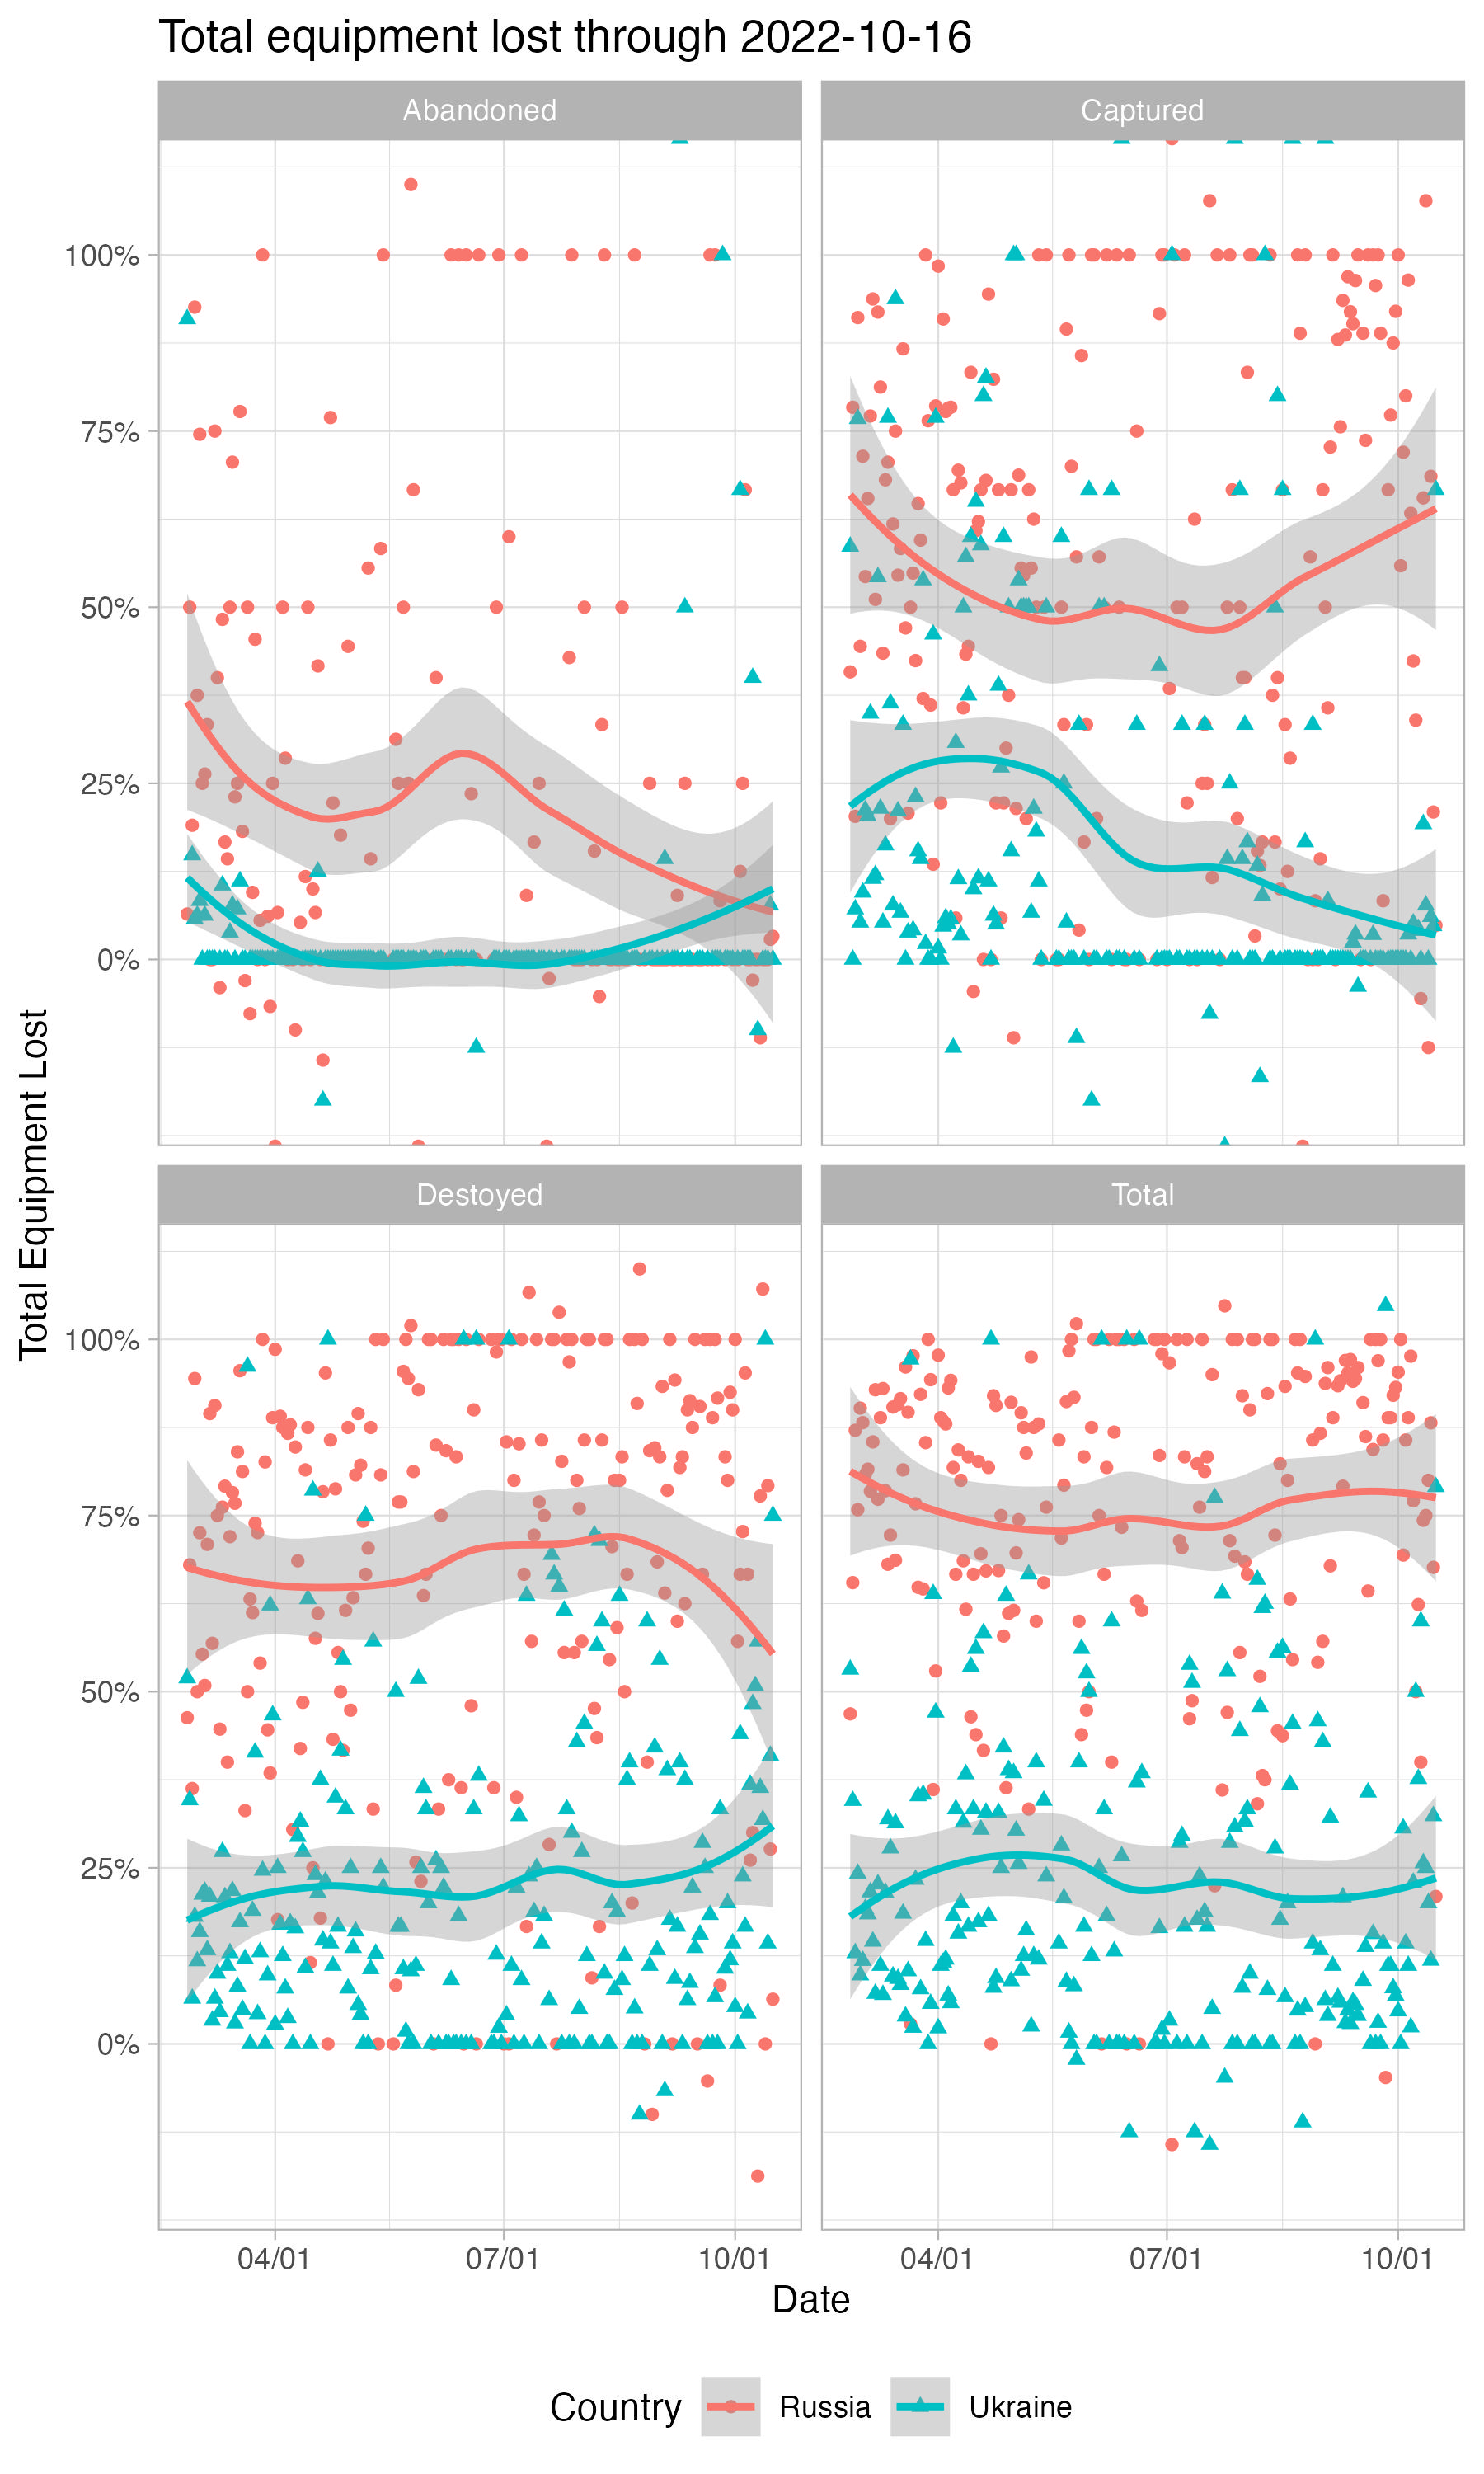 Total equipment lost through 2022-10-16
Abandoned
Captured
100%
75%
50%
25%
0%
Total Equipment Lost
Destoyed
Total
100%
75%
50%
25%
0%
04/01
07/01
10/01
04/01
07/01
10/01
Date
Country
Russia
Ukraine